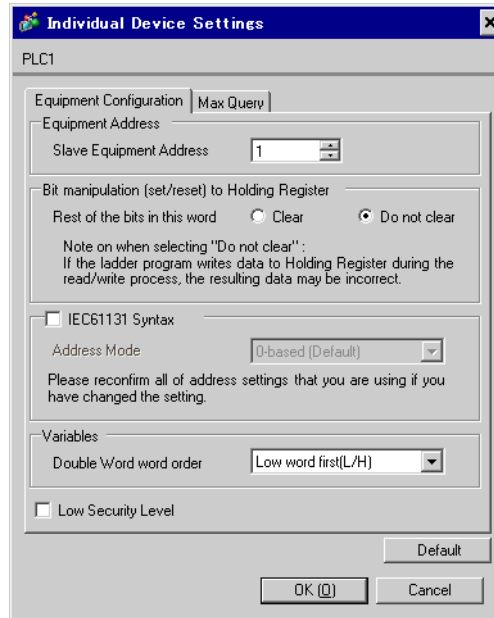 Individual Device Settings
PLC1
Equipment Configuration Max Query
Equipment Address
Slave Equipment Address 1
Bit manipulation (set/reset) to Holding Register
Rest of the bits in this word Clear Do not clear
Note on when selecting "Do not clear" :
If the ladder program writes data to Holding Register during the
read/write process, the resulting data may be incorrect.
IEC61131 Syntax
Address Mode 0-based (Default)
Please reconfirm all of address settings that you are using if you
have changed the setting.
Variables
Double Word word order Low word first(L/H)
Low Security Level
Default
OK (O) Cancel